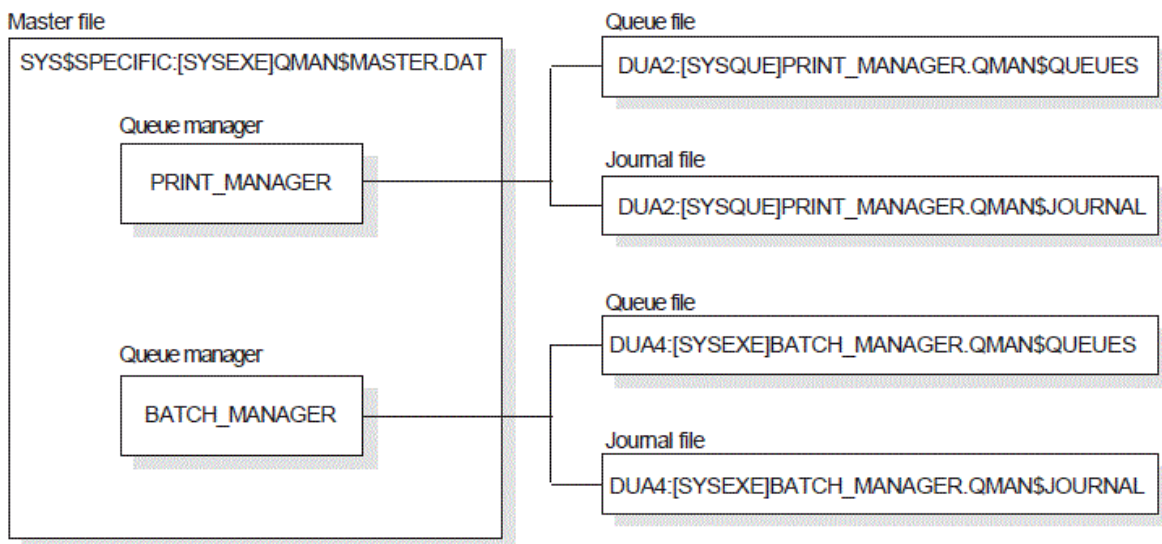 Master file
SYS$SPECIFIC:[SYSEXE]QMAN$MASTER.DAT
Queue manager
PRINT_MANAGER
Queue manager
BATCH_MANAGER
Queue file
DUA2:[SYSQUE]PRINT_MANAGER.QMAN$QUEUES
Journal file
DUA2:[SYSQUE]PRINT_MANAGER.QMAN$JOURNAL
Queue file
DUA4:[SYSEXE]BATCH_MANAGER.QMAN$QUEUES
Journal file
DUA4:[SYSEXE]BATCH_MANAGER.QMAN$JOURNAL